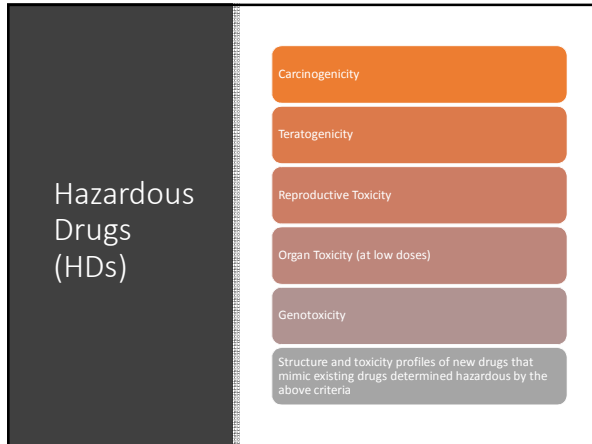 Hazardous
Drugs
(HDs)
Carcinogenicity
Teratogenicity
Reproductive Toxicity
Organ Toxicity (at low doses)
Genotoxicity
Structure and toxicity profiles of new drugs that
mimic existing drugs determined hazardous by the
above criteria